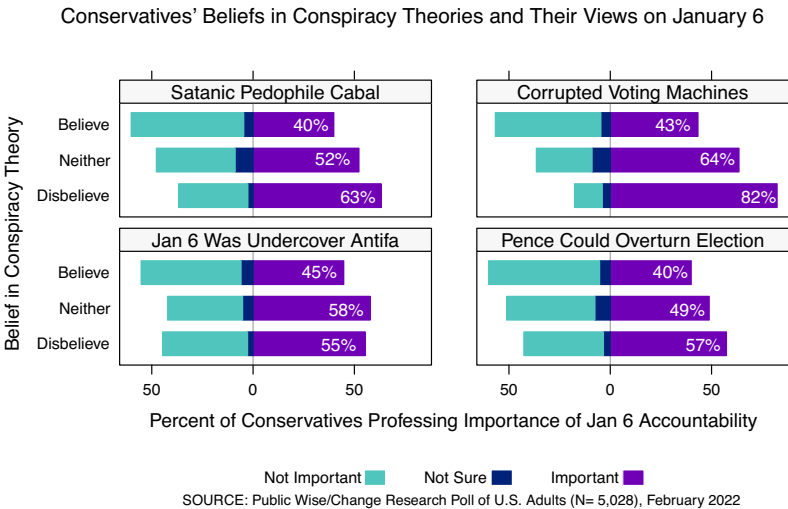 Conservatives’ Beliefs in Conspiracy Theories and Their Views on January 6
Belief in Conspiracy Theory
Satanic Pedophile Cabal
Believe 40%
Neither 52%
Disbelieve 63%
Corrupted Voting Machines
43%
64%
82%
Jan 6 Was Undercover Antifa
Believe 45%
Neither 58%
Disbelieve 55%
Pence Could Overturn Election
40%
49%
57%
50 0 50 50 0 50
Percent of Conservatives Professing Importance of Jan 6 Accountability
Not Important Not Sure Important
SOURCE: Public Wise/Change Research Poll of U.S. Adults (N= 5,028), February 2022